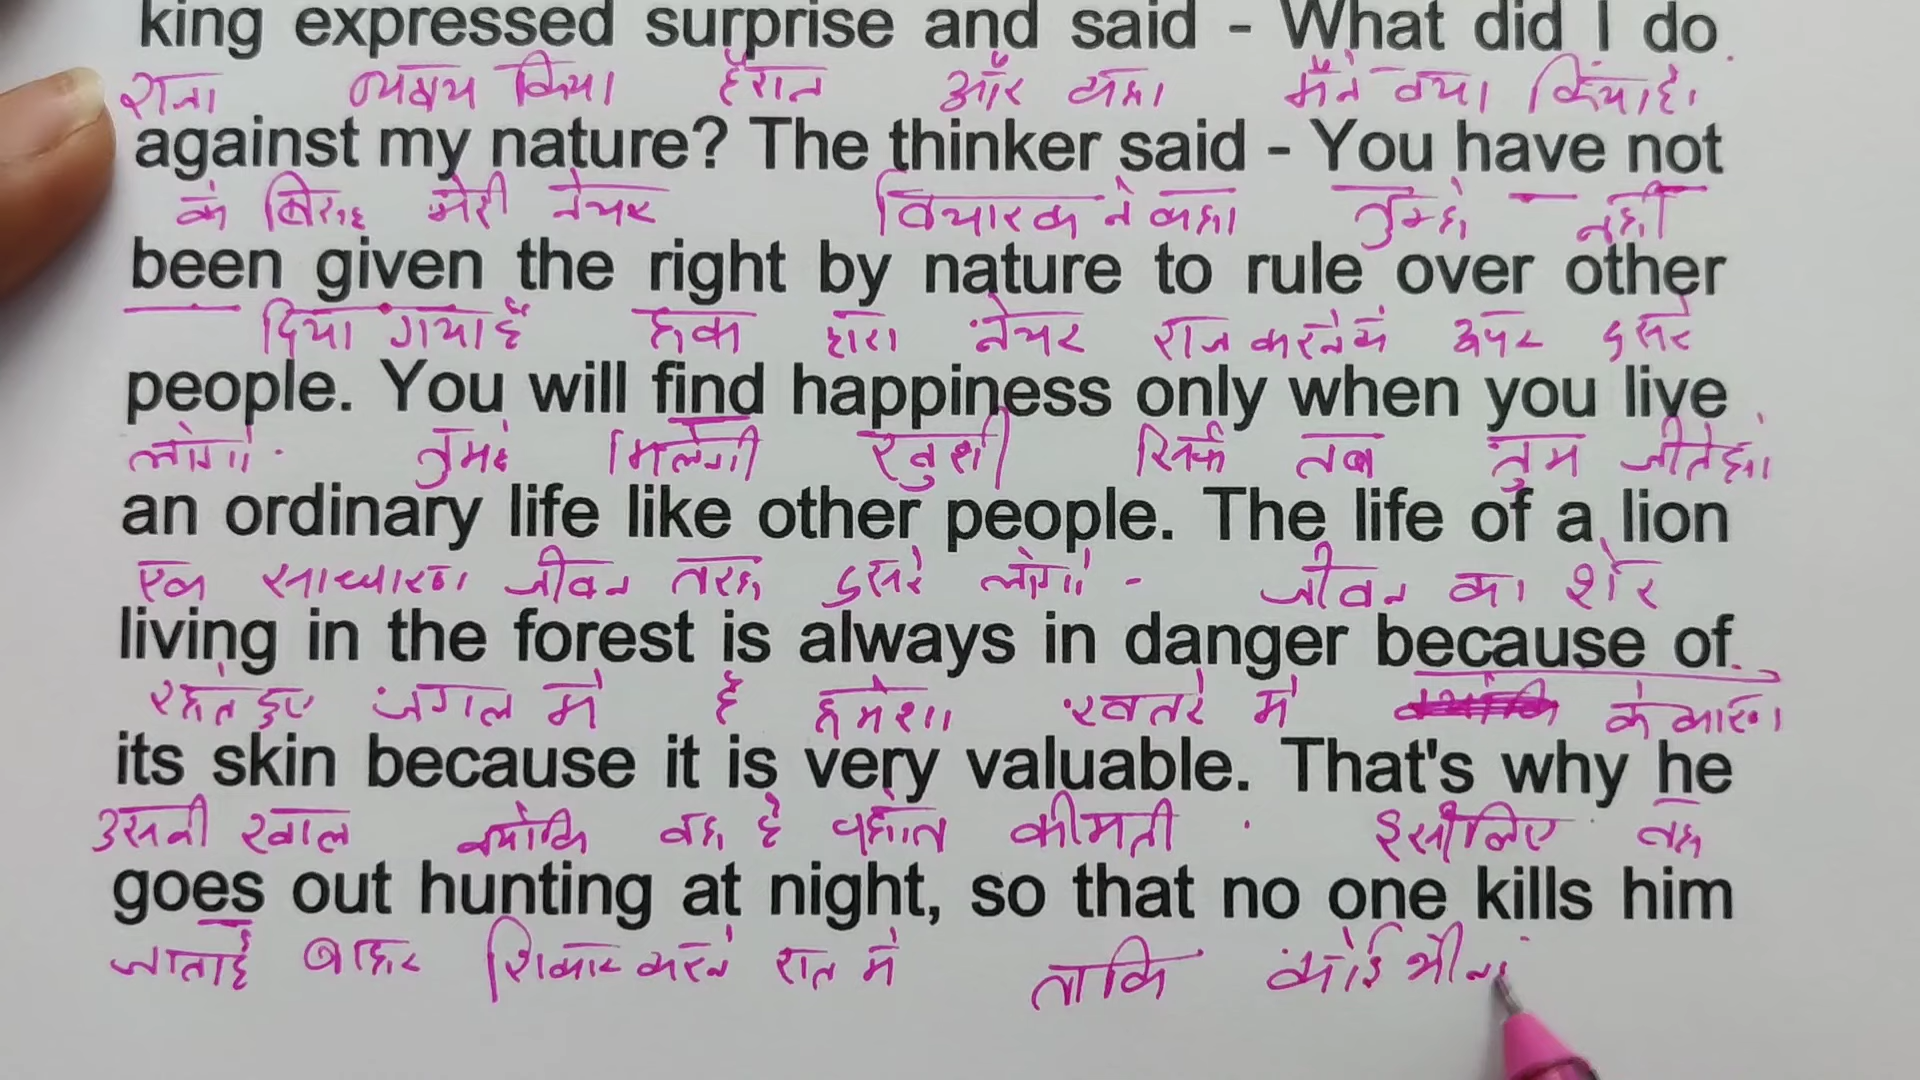 king expressed surprise and said - What did I do
राजा व्यक्त किया हैरान और कहा मैंने क्या किया है।
against my nature? The thinker said - You have not
के विरुद्ध मेरी नेचर विचारक ने कहा तुम्हे नहीं
been given the right by nature to rule over other
दिया गया है हक द्वारा नेचर राज करने के ऊपर दुसरे
people. You will find happiness only when you live
लोगों तुम्हे मिलेगी खुशी सिर्फ तब तुम जीते हो
an ordinary life like other people. The life of a lion
एक साधारण जीवन तरह दुसरे लोगों - जीवन का शेर
living in the forest is always in danger because of
रहते हुए जंगल मे है हमेशा खतरे मे के कारण
its skin because it is very valuable. That's why he
उसकी खाल क्योकि वह है बहोत कीमती इसीलिए वह
goes out hunting at night, so that no one kills him
जाता है बाहर शिकार करने रात मे ताकि कोई भी न